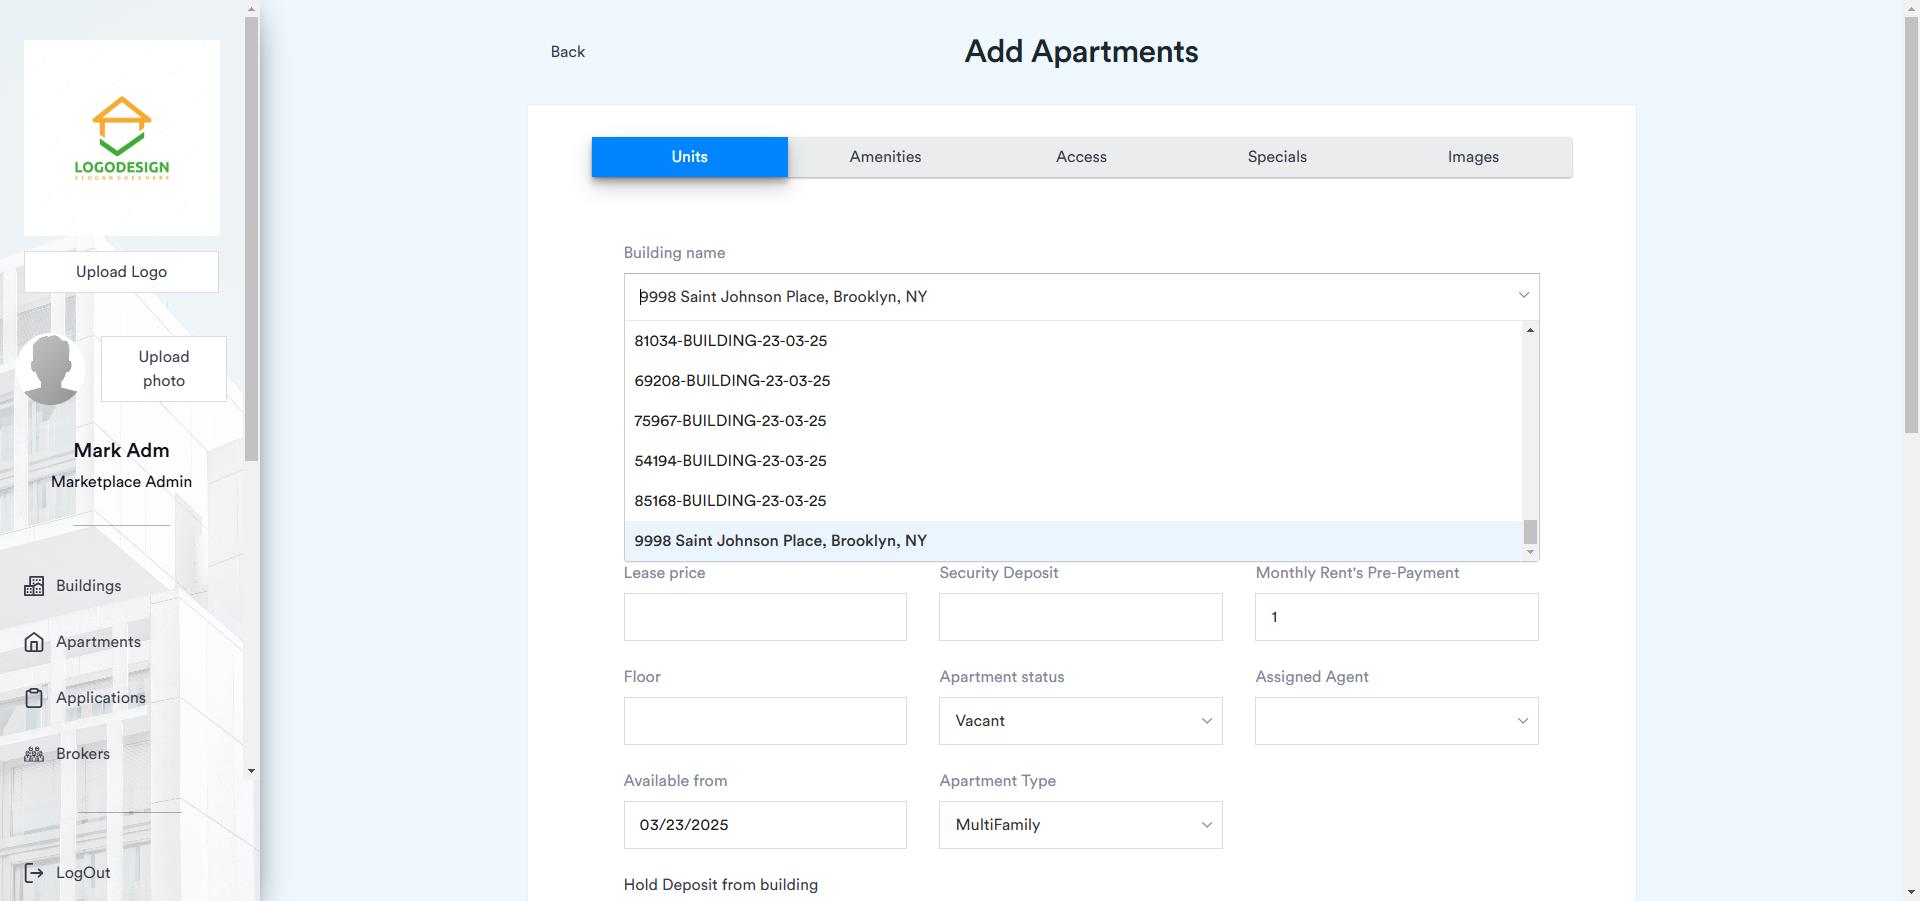 LOGODESIGN
SLOGAN GOES HERE
Upload Logo
Upload
photo
Mark Adm
Marketplace Admin
Buildings
Apartments
Applications
Brokers
LogOut
Back
Add Apartments
Units
Amenities
Access
Specials
Images
Building name
9998 Saint Johnson Place, Brooklyn, NY
81034-BUILDING-23-03-25
69208-BUILDING-23-03-25
75967-BUILDING-23-03-25
54194-BUILDING-23-03-25
85168-BUILDING-23-03-25
9998 Saint Johnson Place, Brooklyn, NY
Lease price
Security Deposit
Monthly Rent's Pre-Payment
1
Floor
Apartment status
Assigned Agent
Vacant
Available from
Apartment Type
03/23/2025
MultiFamily
Hold Deposit from building